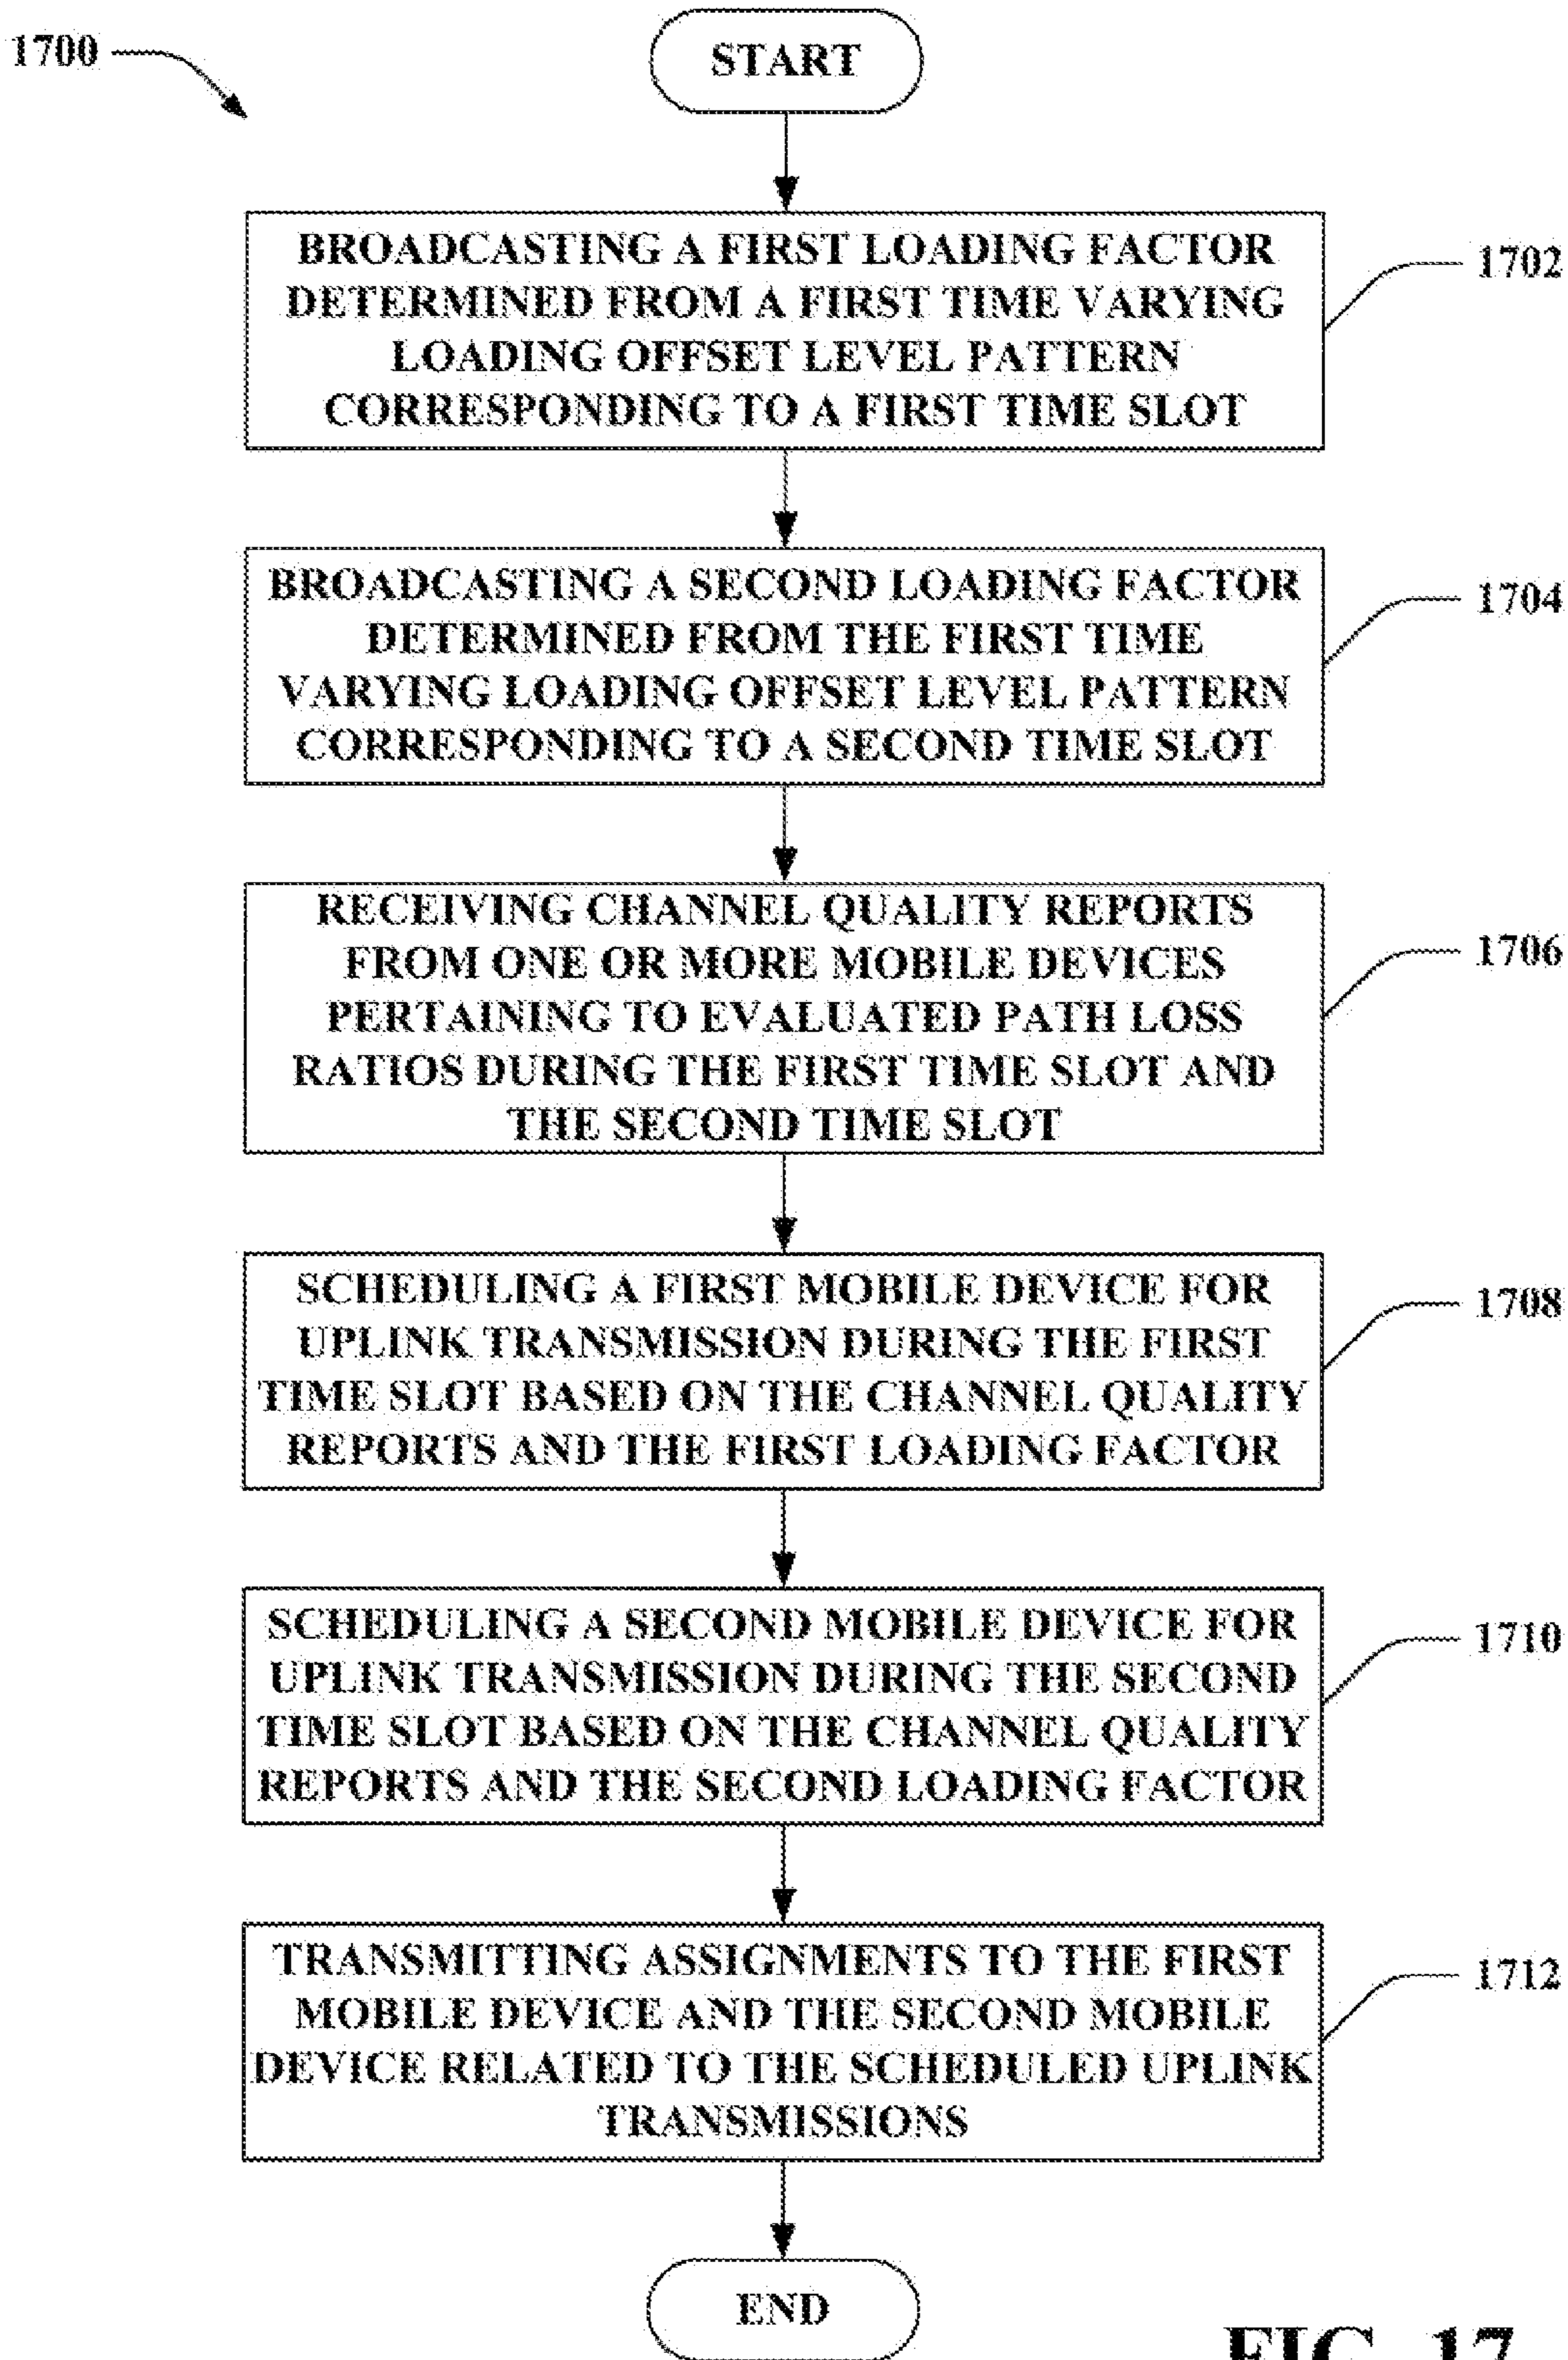 1700
START
BROADCASTING A FIRST LOADING FACTOR
DETERMINED FROM A FIRST TIME VARYING
LOADING OFFSET LEVEL PATTERN
CORRESPONDING TO A FIRST TIME SLOT
1702
BROADCASTING A SECOND LOADING FACTOR
DETERMINED FROM THE FIRST TIME
VARYING LOADING OFFSET LEVEL PATTERN
CORRESPONDING TO A SECOND TIME SLOT
1704
RECEIVING CHANNEL QUALITY REPORTS
FROM ONE OR MORE MOBILE DEVICES
PERTAINING TO EVALUATED PATH LOSS
RATIOS DURING THE FIRST TIME SLOT AND
THE SECOND TIME SLOT
1706
SCHEDULING A FIRST MOBILE DEVICE FOR
UPLINK TRANSMISSION DURING THE FIRST
TIME SLOT BASED ON THE CHANNEL QUALITY
REPORTS AND THE FIRST LOADING FACTOR
1708
SCHEDULING A SECOND MOBILE DEVICE FOR
UPLINK TRANSMISSION DURING THE SECOND
TIME SLOT BASED ON THE CHANNEL QUALITY
REPORTS AND THE SECOND LOADING FACTOR
1710
TRANSMITTING ASSIGNMENTS TO THE FIRST
MOBILE DEVICE AND THE SECOND MOBILE
DEVICE RELATED TO THE SCHEDULED UPLINK
TRANSMISSIONS
1712
END
FIG. 17